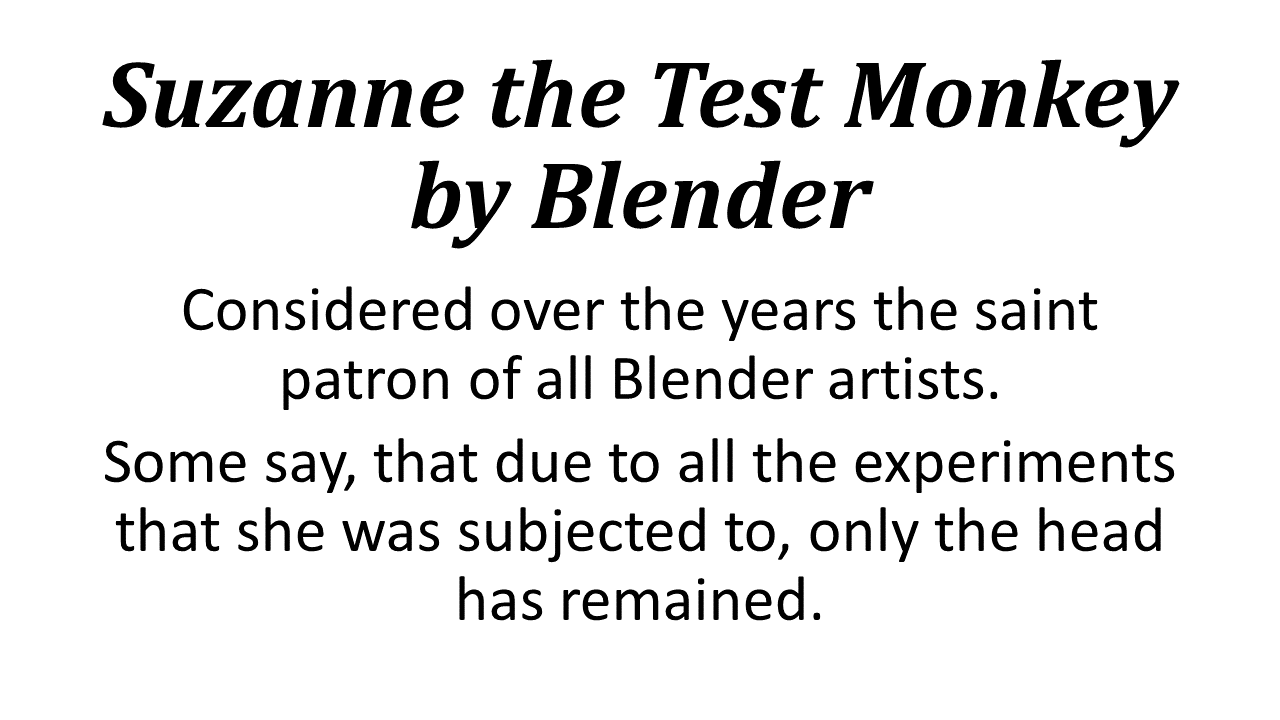 Suzanne the Test Monkey
by Blender
Considered over the years the saint
patron of all Blender artists.
Some say, that due to all the experiments
that she was subjected to, only the head
has remained.